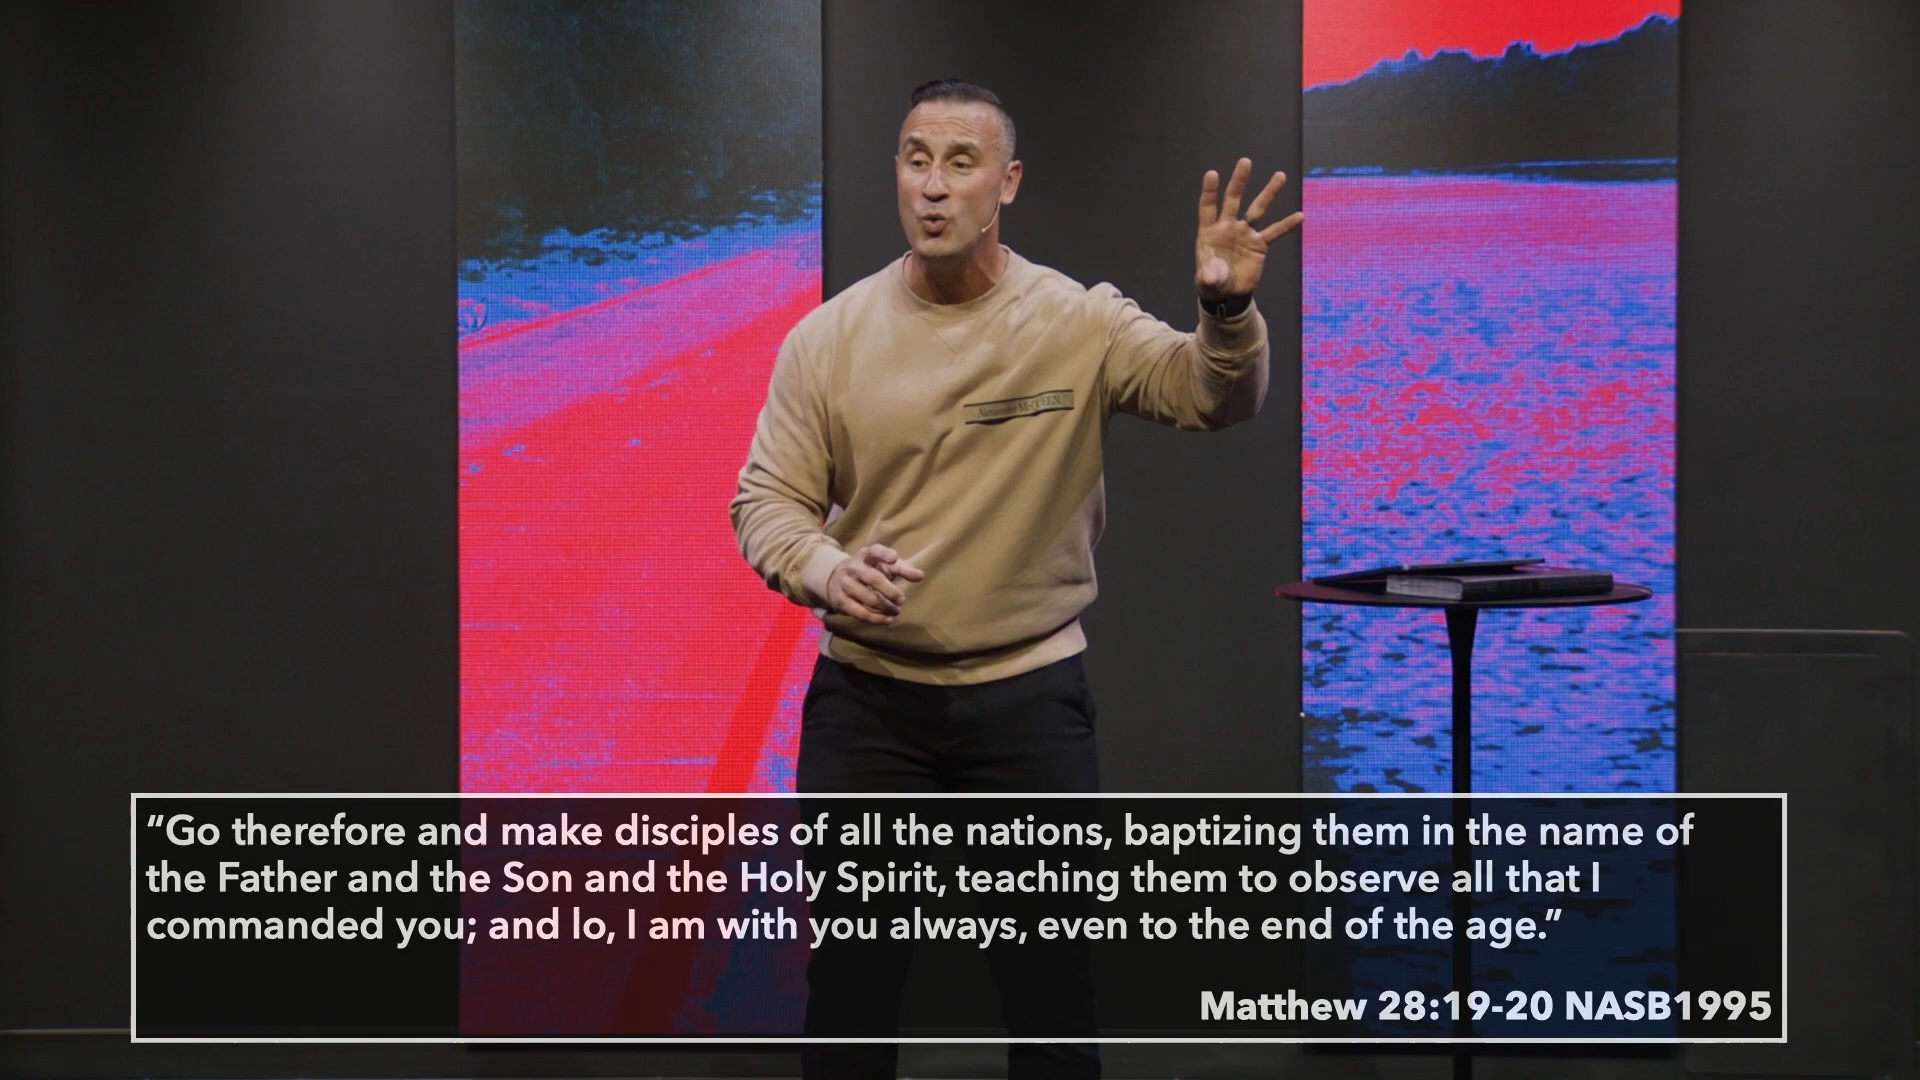 Alexander McQUEEN
“Go therefore and make disciples of all the nations, baptizing them in the name of
the Father and the Son and the Holy Spirit, teaching them to observe all that I
commanded you; and lo, I am with you always, even to the end of the age.”
Matthew 28:19-20 NASB1995